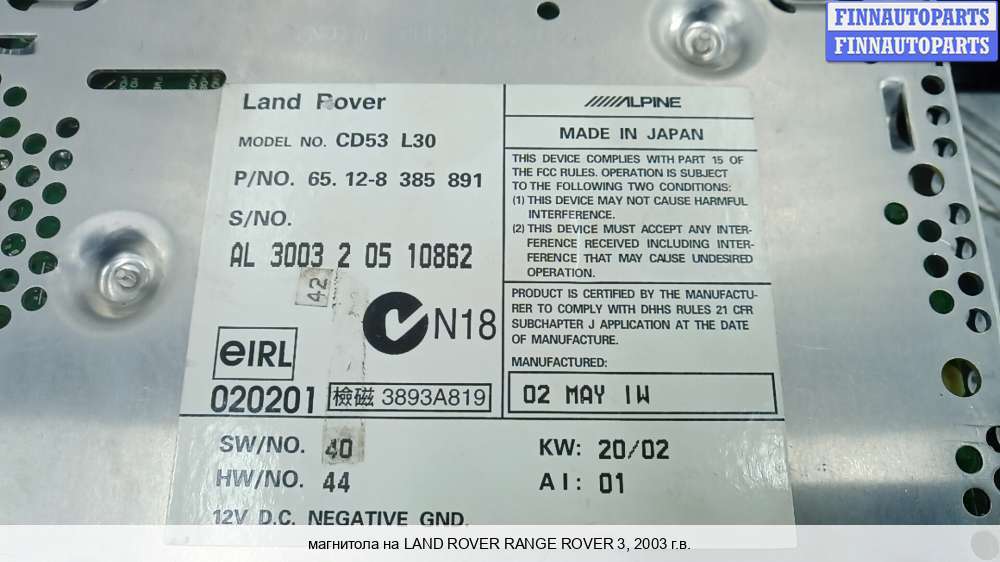 FINNAUTOPARTS
FINNAUTOPARTS
Land Rover
MODEL NO. CD53 L30
P/NO. 65. 12-8 385 891
S/NO.
AL 3003 2 05 10862
42
N18
eIRL
020201
檢磁 3893A819
ALPINE
MADE IN JAPAN
THIS DEVICE COMPLIES WITH PART 15 OF
THE FCC RULES. OPERATION IS SUBJECT
TO THE FOLLOWING TWO CONDITIONS:
(1) THIS DEVICE MAY NOT CAUSE HARMFUL
INTERFERENCE.
(2) THIS DEVICE MUST ACCEPT ANY INTER-
FERENCE RECEIVED INCLUDING INTER-
FERENCE THAT MAY CAUSE UNDESIRED
OPERATION.
PRODUCT IS CERTIFIED BY THE MANUFACTU-
RER TO COMPLY WITH DHHS RULES 21 CFR
SUBCHAPTER J APPLICATION AT THE DATE
OF MANUFACTURE.
MANUFACTURED:
02 MAY IW
SW/NO. 40
HW/NO. 44
KW: 20/02
AI: 01
12V D.C. NEGATIVE GND.
магнитола на LAND ROVER RANGE ROVER 3, 2003 г.в.